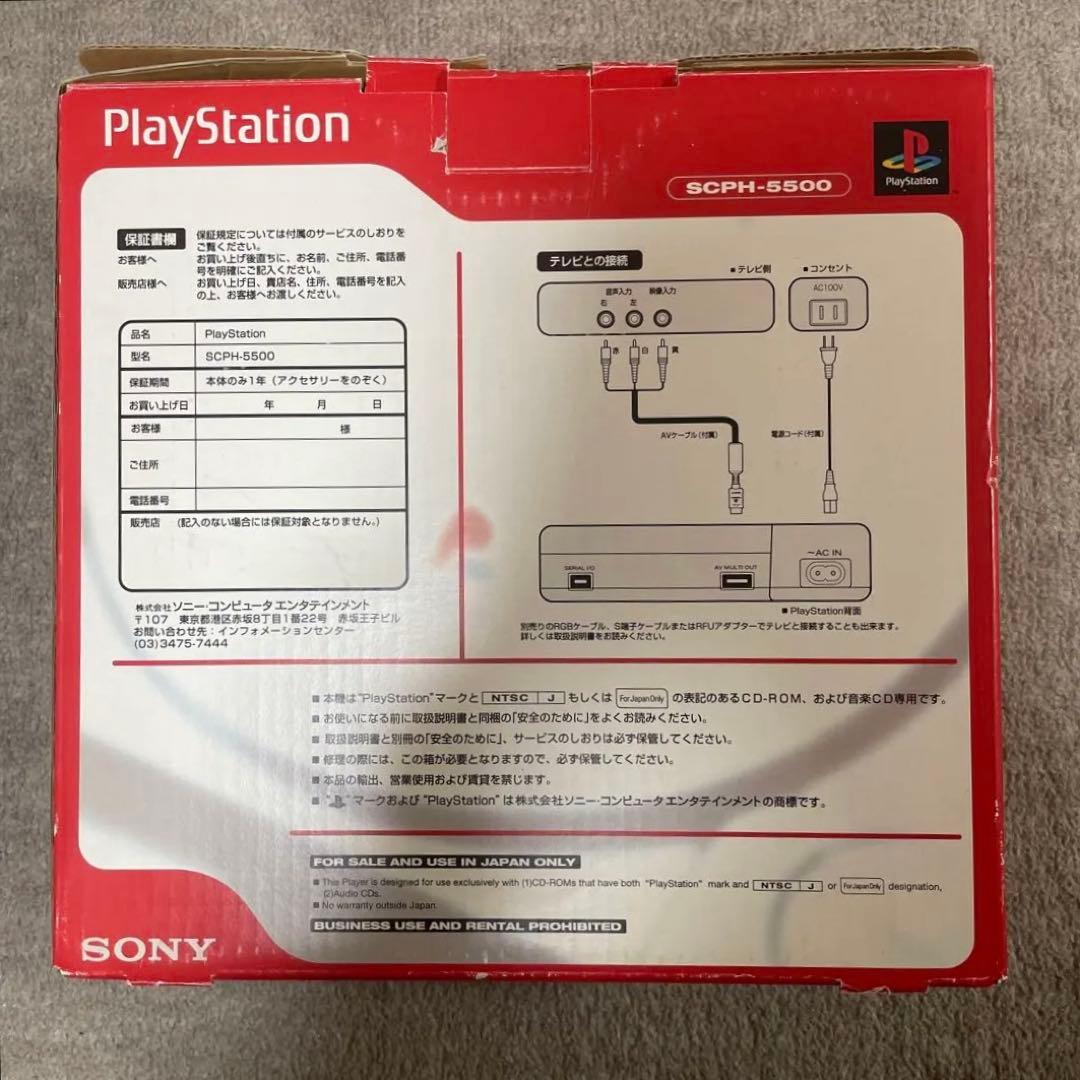 PlayStation
SCPH-5500
PlayStation
保証書欄
保証規定については付属のサービスのしおりを
ご覧ください。
お客様へ
お買い上げ後直ちに、お名前、ご住所、電話番
号を明確にご記入ください。
販売店様へ
お買い上げ日、貴店名、住所、電話番号を記入
の上、お客様へお渡しください。
品名 PlayStation
型名 SCPH-5500
保証期間 本体のみ1年(アクセサリーをのぞく)
お買い上げ日 年 月 日
お客様 様
ご住所
電話番号
販売店 (記入のない場合には保証対象となりません。)
株式会社ソニー・コンピュータエンタテインメント
〒107 東京都港区赤坂8丁目1番22号 赤坂王子ビル
お問い合わせ先:インフォメーションセンター
(03)3475-7444
テレビとの接続
■テレビ側
■コンセント
音声入力 映像入力
右 左
AC100V
赤 白 黄
AVケーブル(付属)
電源コード(付属)
SERIAL I/O
AV MULTI OUT
～AC IN
■PlayStation背面
別売りのRGBケーブル、S端子ケーブルまたはRFUアダプターでテレビと接続することも出来ます。
詳しくは取扱説明書をお読みください。
■本機は"PlayStation"マークと NTSC J もしくは For Japan Only の表記のあるCD-ROM、および音楽CD専用です。
■お使いになる前に取扱説明書と同梱の「安全のために」をよくお読みください。
■取扱説明書と別冊の「安全のために」、サービスのしおりは必ず保管してください。
■修理の際には、この箱が必要となりますので、必ず保管してください。
■本品の輸出、営業使用および賃貸を禁じます。
■" "マークおよび"PlayStation"は株式会社ソニー・コンピュータエンタテインメントの商標です。
FOR SALE AND USE IN JAPAN ONLY
■This Player is designed for use exclusively with (1)CD-ROMs that have both "PlayStation" mark and NTSC J or For Japan Only designation,
(2)Audio CDs.
■No warranty outside Japan.
BUSINESS USE AND RENTAL PROHIBITED
SONY